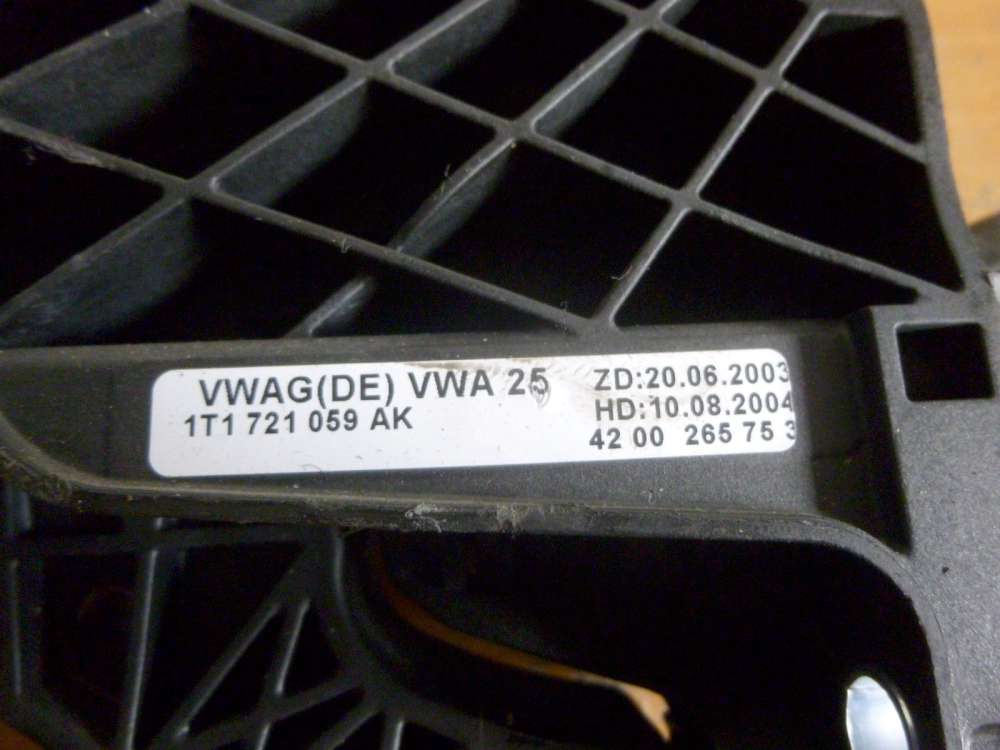 VWAG(DE) VWA 25 ZD:20.06.2003
1T1 721 059 AK HD:10.08.2004
42 00 265 75 3